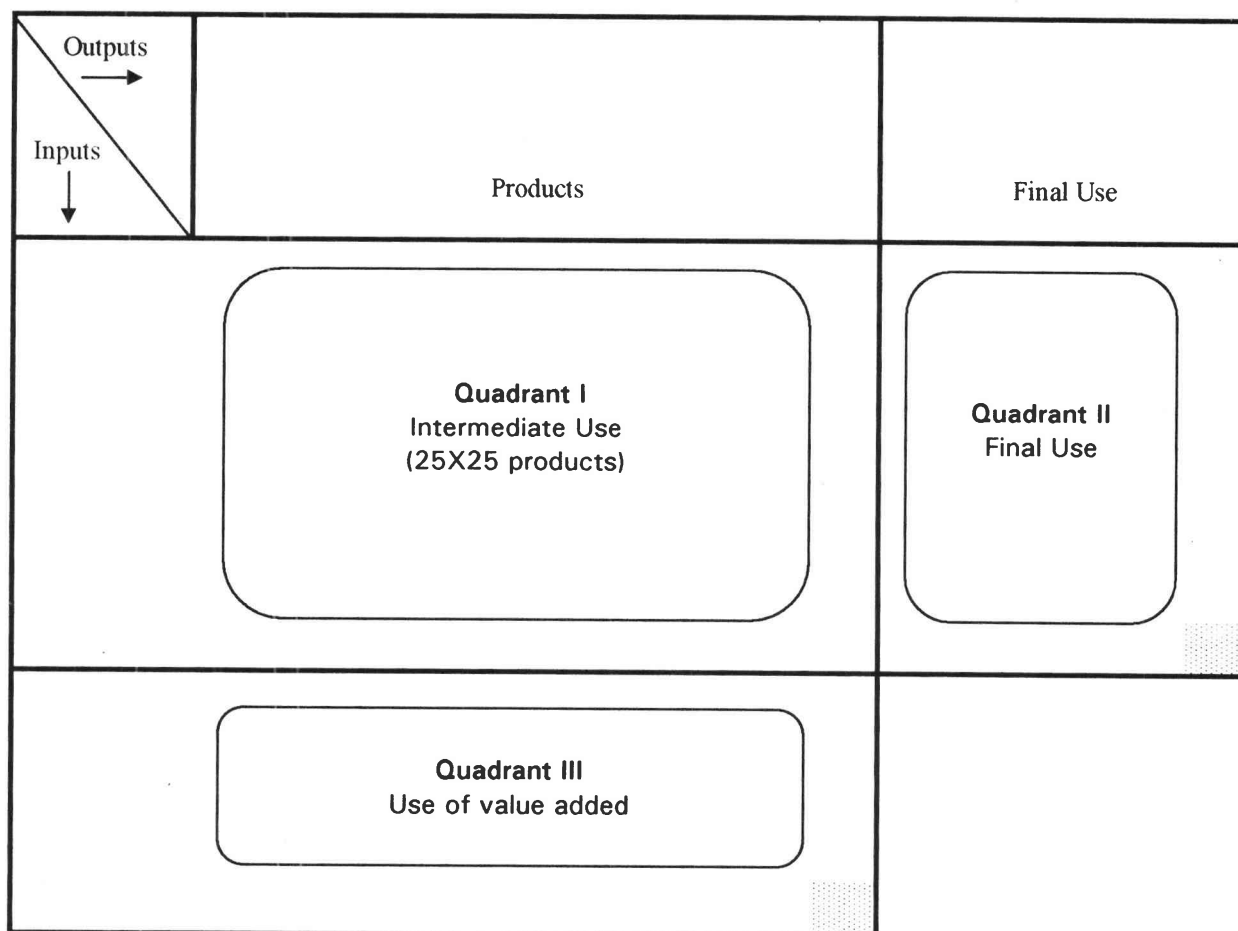 Outputs
Inputs
Products
Final Use
Quadrant I
Intermediate Use
(25X25 products)
Quadrant II
Final Use
Quadrant III
Use of value added